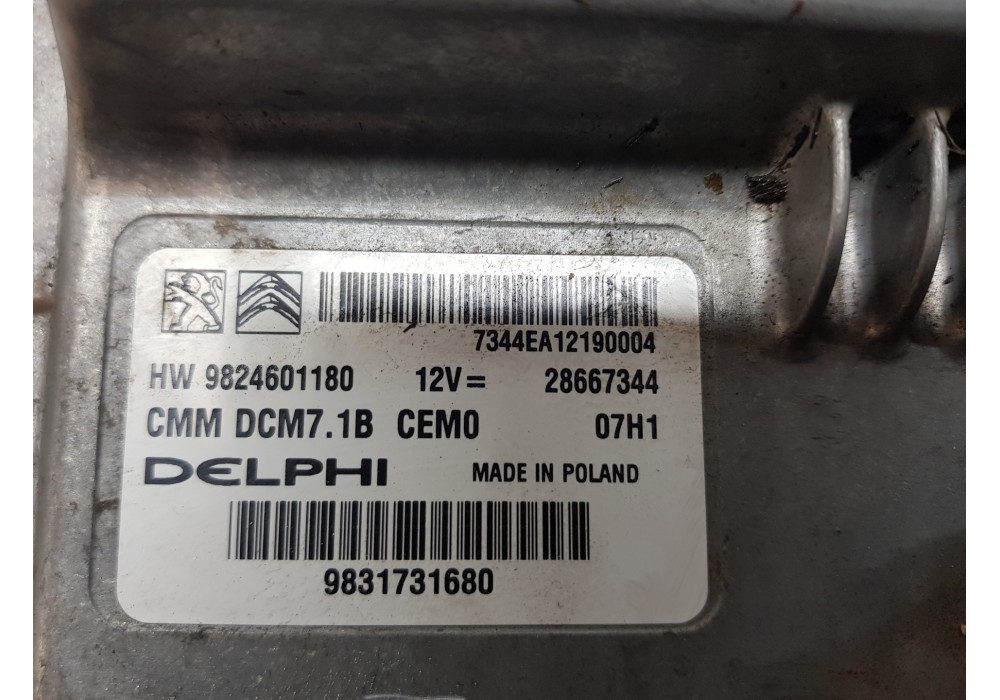 7344EA12190004
HW 9824601180 12V= 28667344
CMM DCM7.1B CEM0 07H1
DELPHI MADE IN POLAND
9831731680